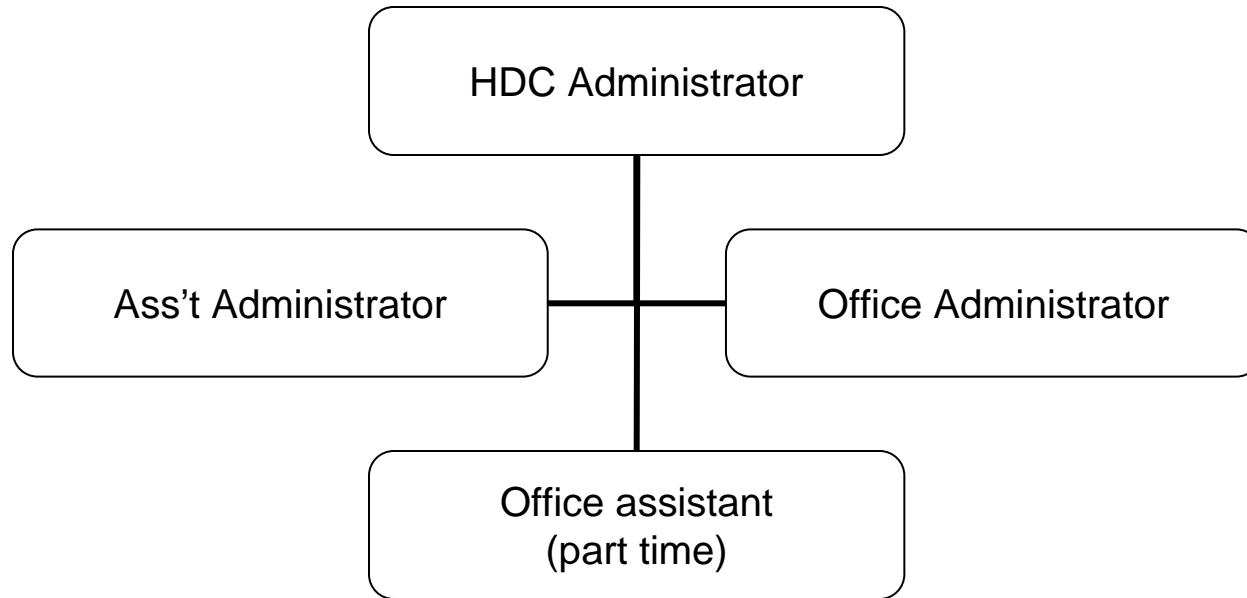 HDC Administrator
Ass’t Administrator
Office Administrator
Office assistant
(part time)